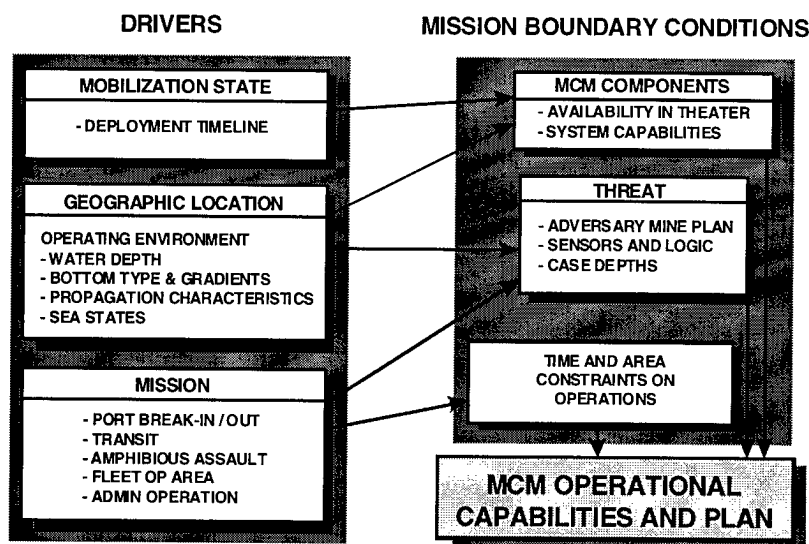 DRIVERS
MISSION BOUNDARY CONDITIONS
MOBILIZATION STATE
- DEPLOYMENT TIMELINE
GEOGRAPHIC LOCATION
OPERATING ENVIRONMENT
- WATER DEPTH
- BOTTOM TYPE & GRADIENTS
- PROPAGATION CHARACTERISTICS
- SEA STATES
MISSION
- PORT BREAK-IN / OUT
- TRANSIT
- AMPHIBIOUS ASSAULT
- FLEET OP AREA
- ADMIN OPERATION
MCM COMPONENTS
- AVAILABILITY IN THEATER
- SYSTEM CAPABILITIES
THREAT
- ADVERSARY MINE PLAN
- SENSORS AND LOGIC
- CASE DEPTHS
TIME AND AREA
CONSTRAINTS ON
OPERATIONS
MCM OPERATIONAL
CAPABILITIES AND PLAN